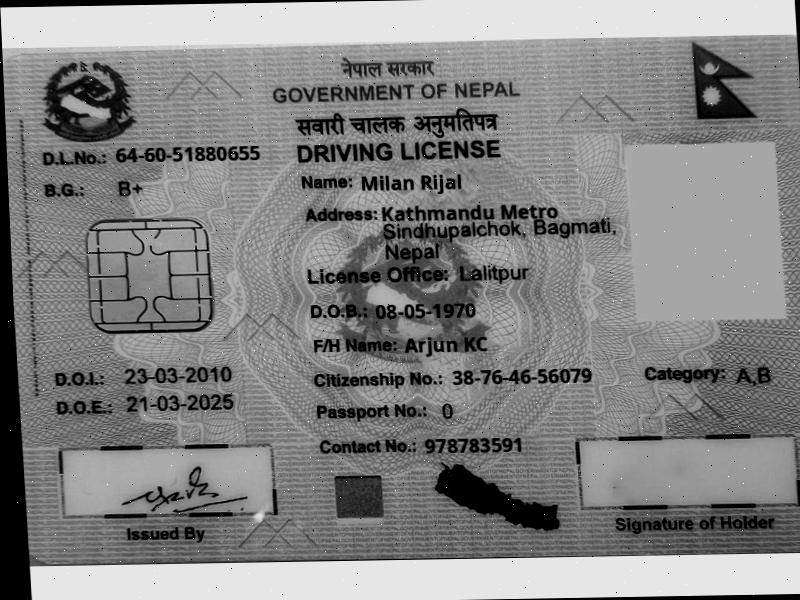 नेपाल सरकार
GOVERNMENT OF NEPAL
सवारी चालक अनुमतिपत्र
DRIVING LICENSE
D.L.No.: 64-60-51880655
B.G.: B+
Name: Milan Rijal
Address: Kathmandu Metro
Sindhupalchok, Bagmati,
Nepal
License Office: Lalitpur
D.O.B.: 08-05-1970
F/H Name: Arjun KC
D.O.I.: 23-03-2010
Citizenship No.: 38-76-46-56079
Category: A,B
D.O.E.: 21-03-2025
Passport No.: 0
Contact No.: 978783591
Issued By
Signature of Holder